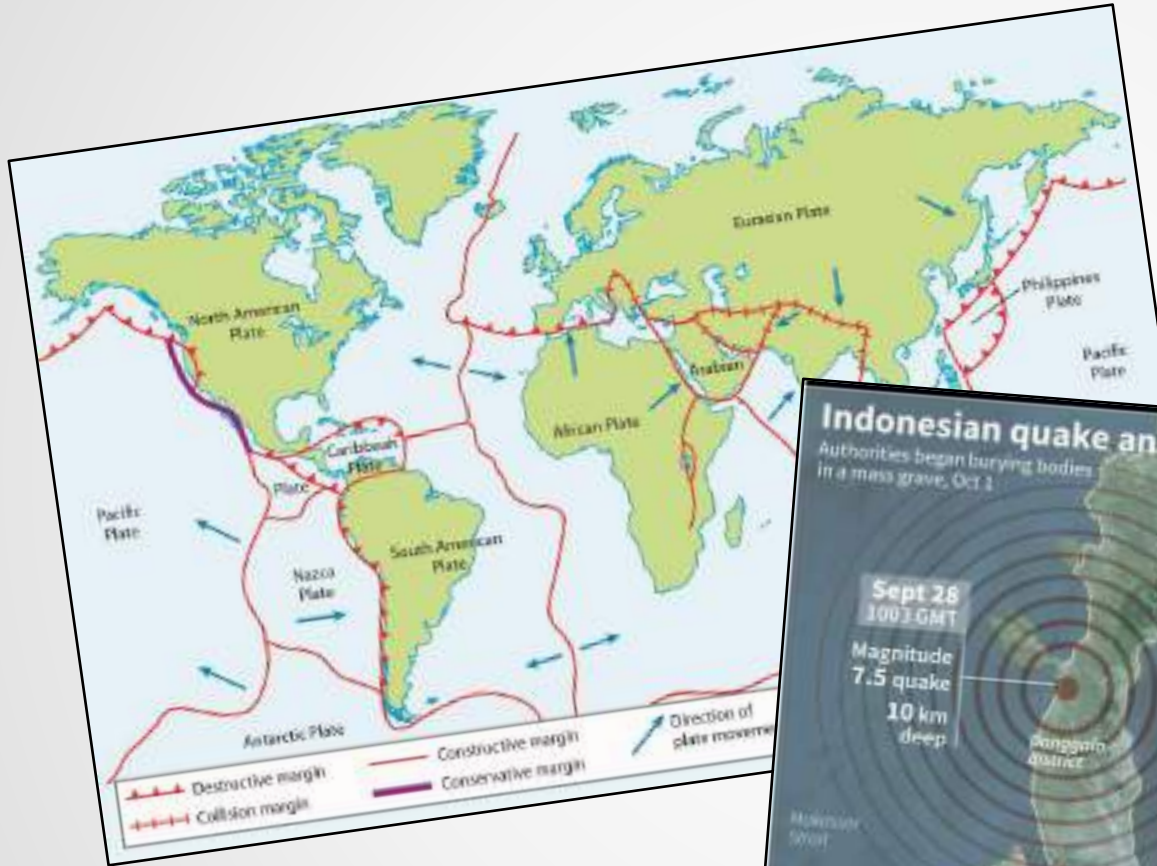 North American
Plate
Eurasian Plate
Philippines
Plate
Pacific
Plate
Arabian
African Plate
Caribbean
Plate
Plate
Pacific
Plate
South American
Plate
Nazca
Plate
Antarctic Plate
Destructive margin
Collision margin
Constructive margin
Conservative margin
Direction of
plate moveme
Indonesian quake an
Authorities began burying bodies
in a mass grave, Oct 1
Sept 28
1003 GMT
Magnitude
7.5 quake
10 km
deep
district